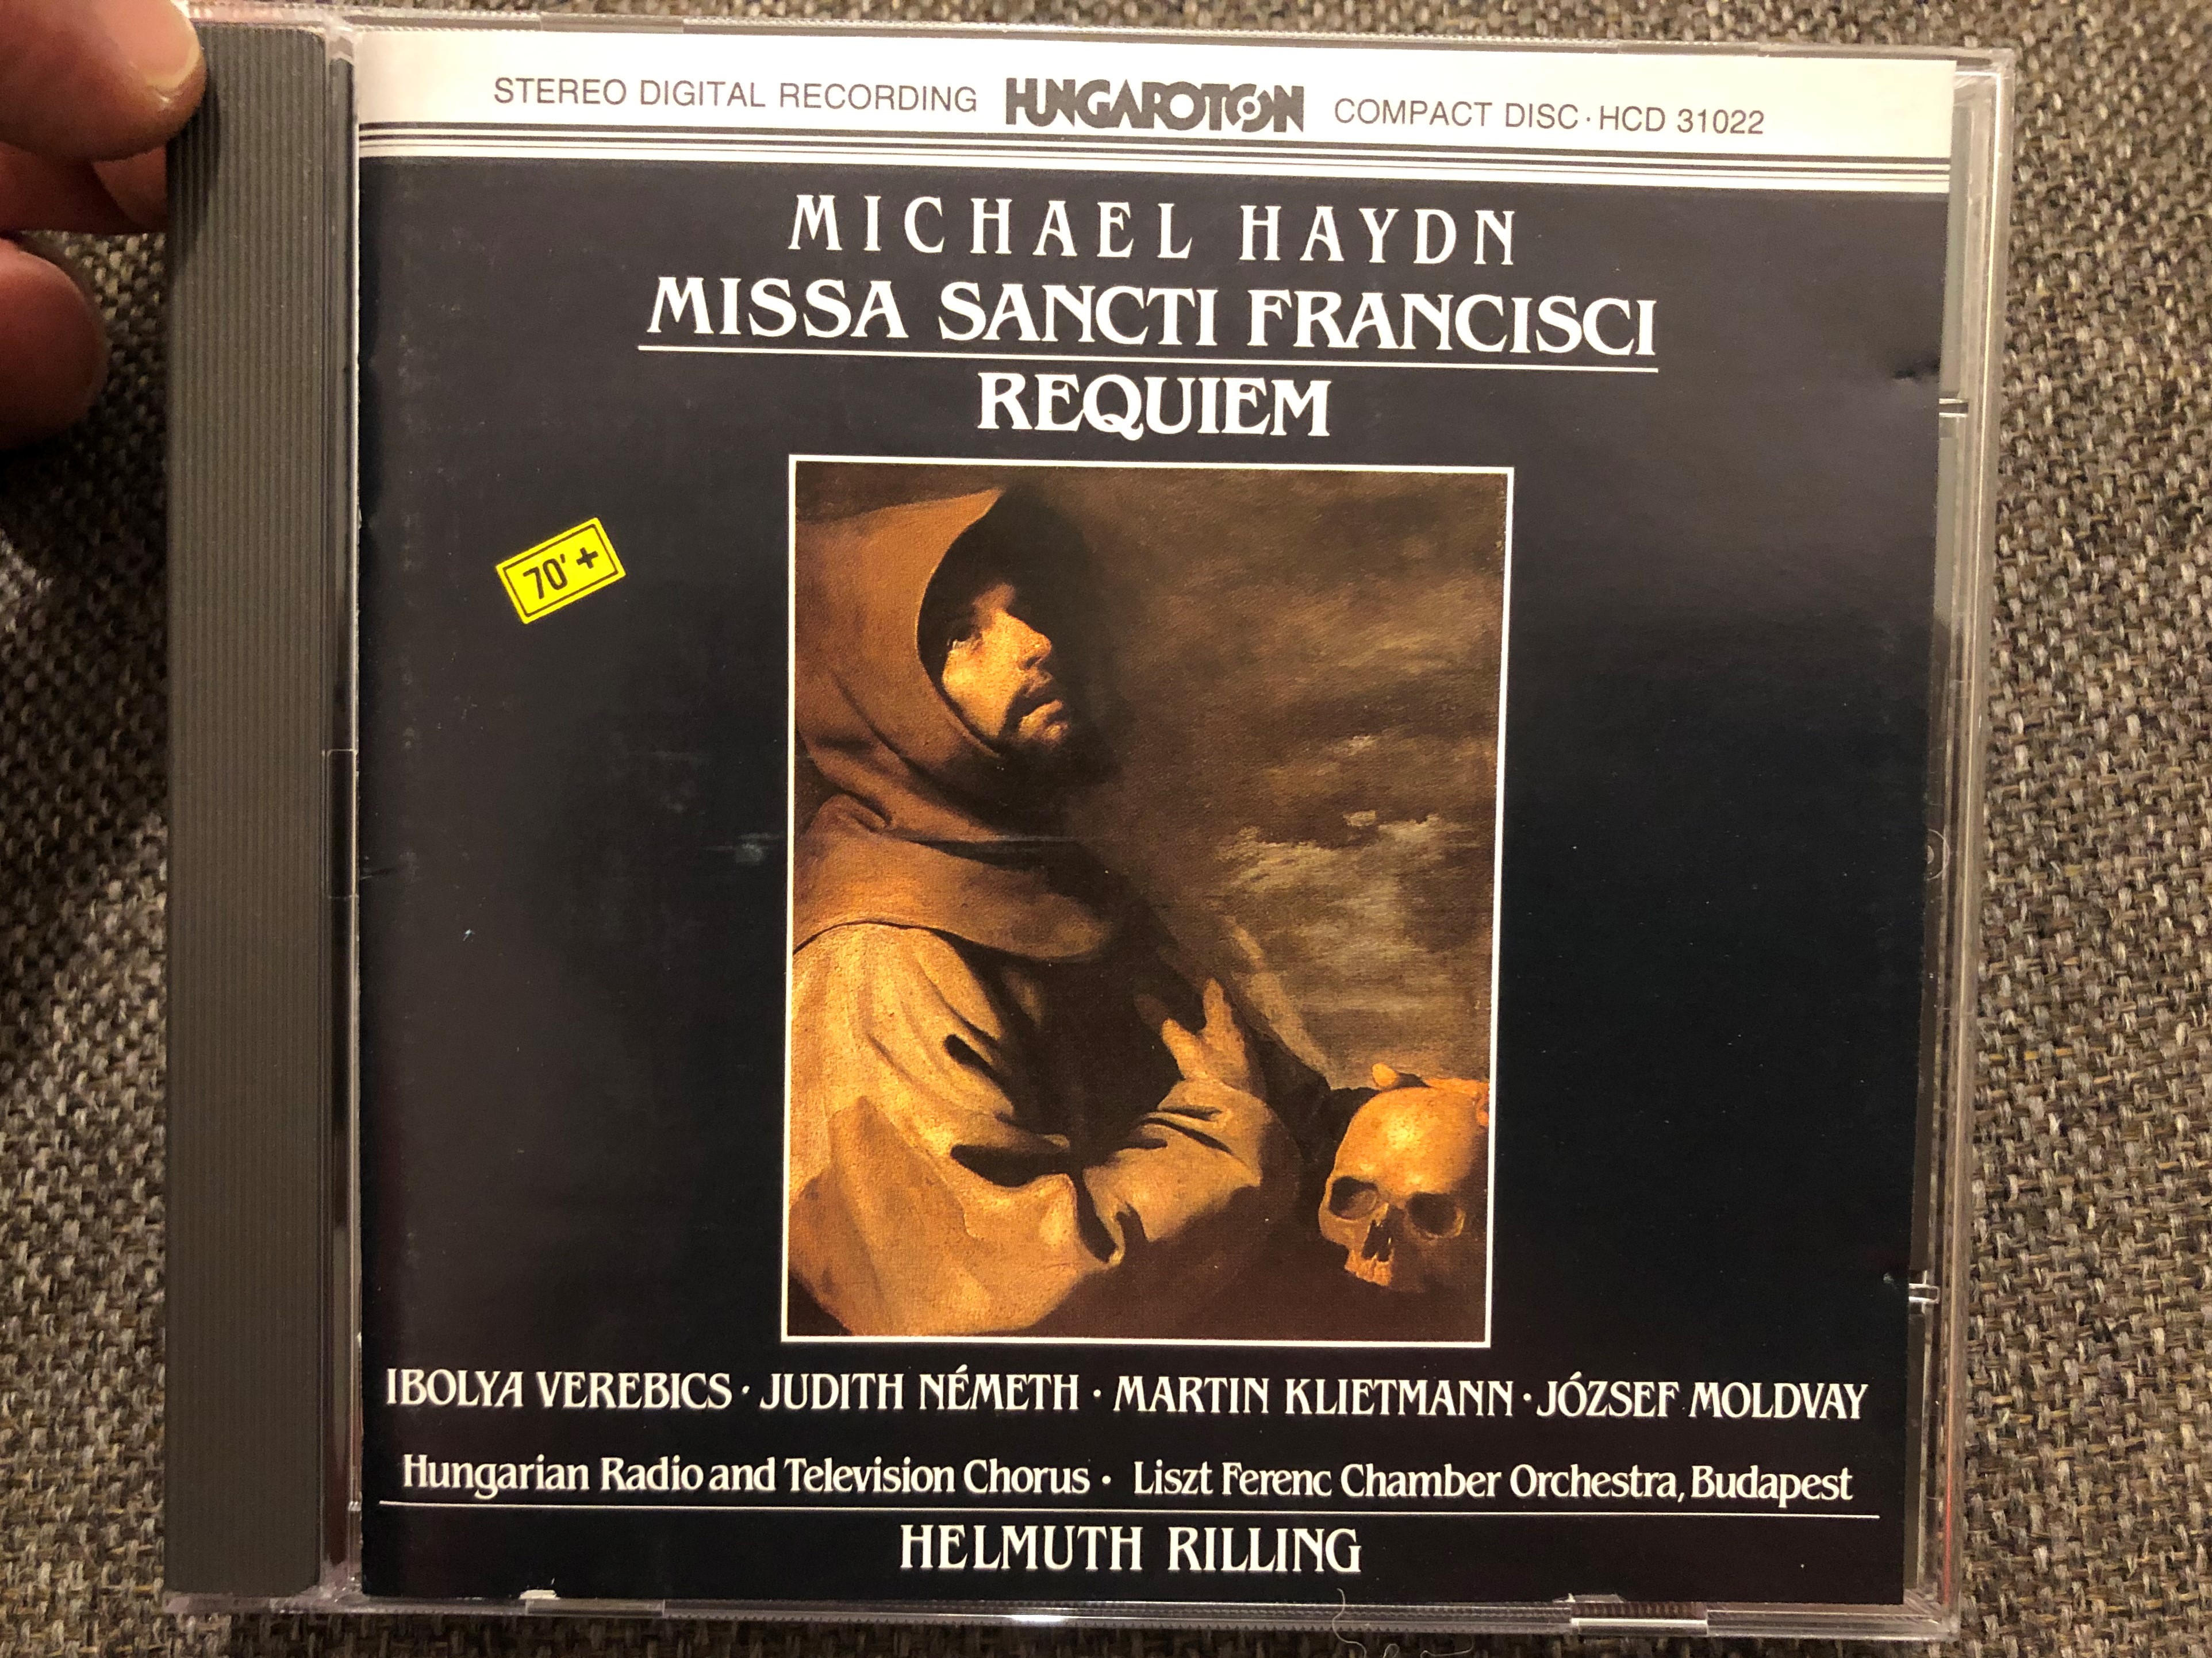 STEREO DIGITAL RECORDING HUNGAROTON COMPACT DISC · HCD 31022
MICHAEL HAYDN
MISSA SANCTI FRANCISCI
REQUIEM
70'+
IBOLYA VEREBICS · JUDITH NÉMETH · MARTIN KLIETMANN · JÓZSEF MOLDVAY
Hungarian Radio and Television Chorus · Liszt Ferenc Chamber Orchestra, Budapest
HELMUTH RILLING